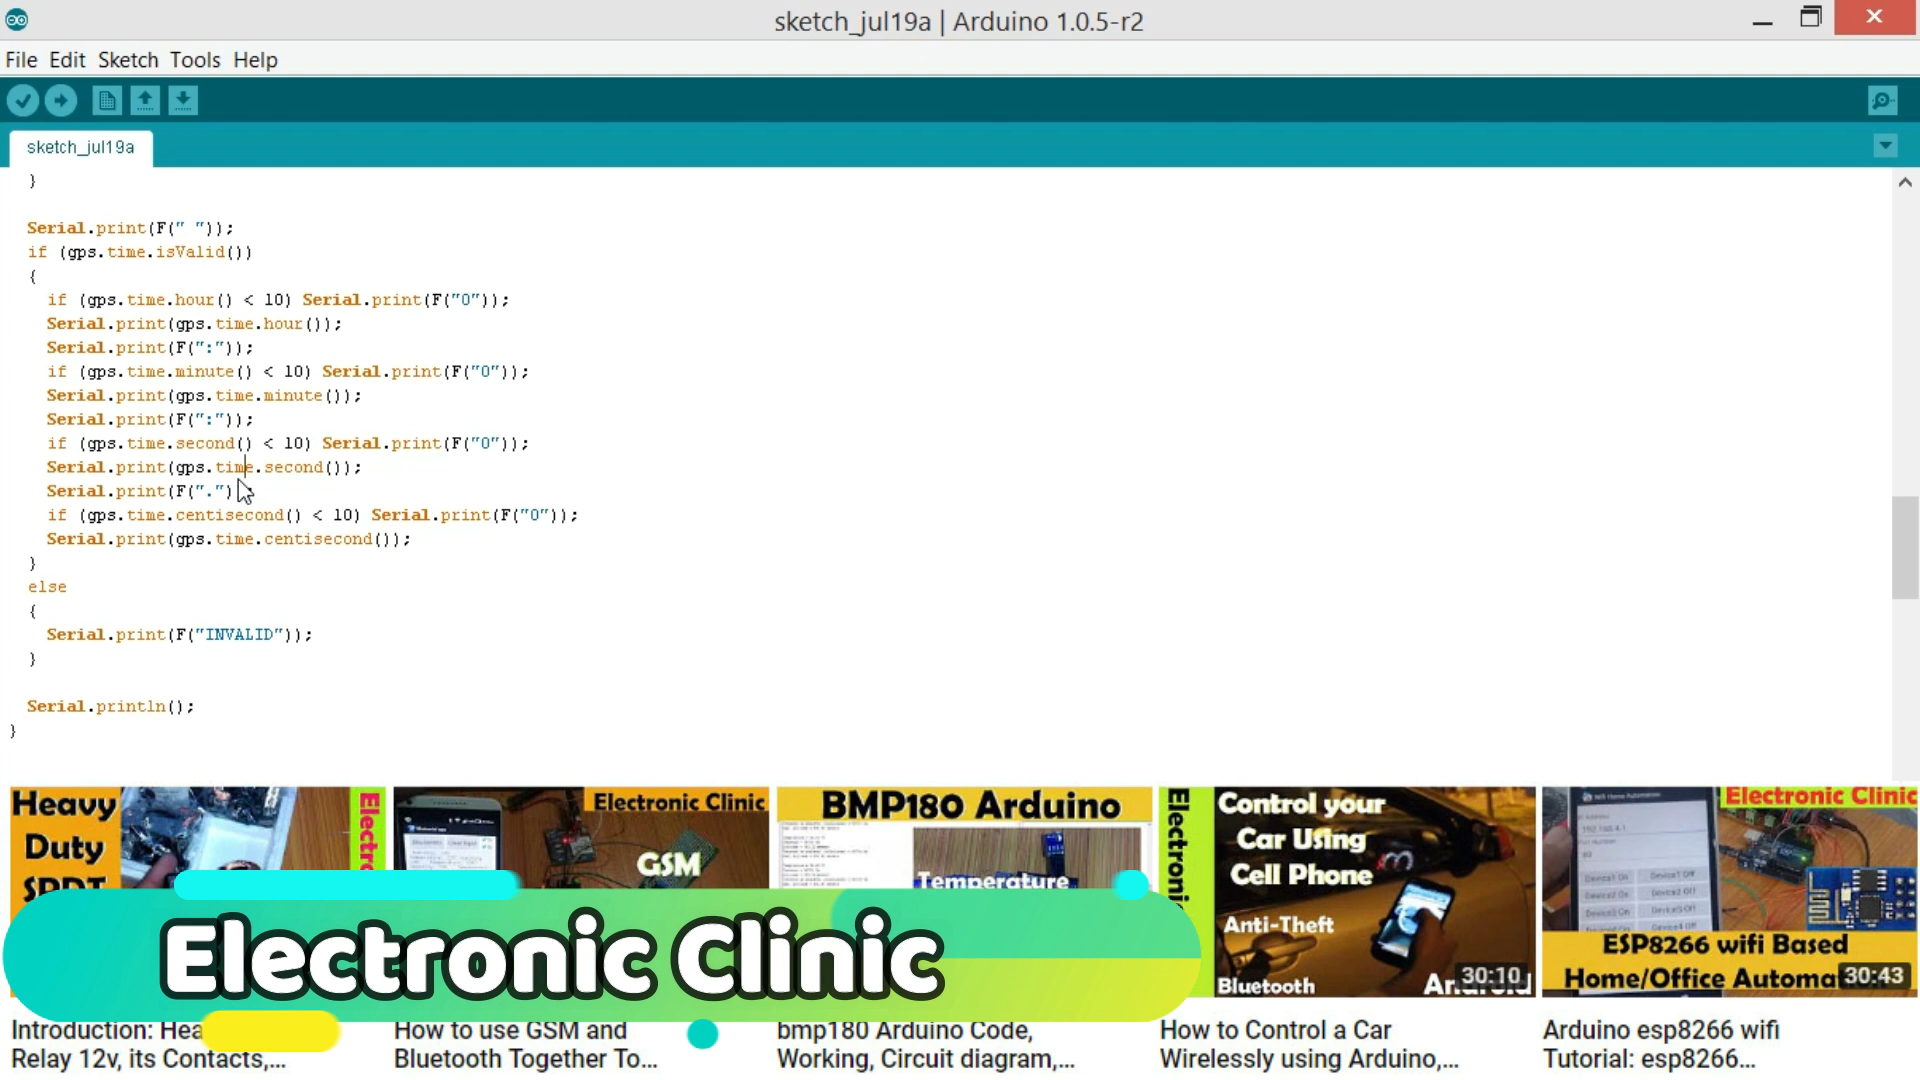 sketch_jul19a | Arduino 1.0.5-r2
File Edit Sketch Tools Help
sketch_jul19a
}
Serial.print(F(" "));
if (gps.time.isValid())
{
if (gps.time.hour() < 10) Serial.print(F("0"));
Serial.print(gps.time.hour());
Serial.print(F(":"));
if (gps.time.minute() < 10) Serial.print(F("0"));
Serial.print(gps.time.minute());
Serial.print(F(":"));
if (gps.time.second() < 10) Serial.print(F("0"));
Serial.print(gps.time.second());
Serial.print(F(".")
if (gps.time.centisecond() < 10) Serial.print(F("0"));
Serial.print(gps.time.centisecond());
}
else
{
Serial.print(F("INVALID"));
}
Serial.println();
}
Heavy
Duty
SPDT
Electronic Clinic
GSM
BMP180 Arduino
Temperature
Electronic
Control your
Car Using
Cell Phone
Anti-Theft
Bluetooth
30:10
Electronic Clinic
ESP8266 wifi Based
Home/Office Automa
30:43
Electronic Clinic
Introduction: Hea
Relay 12v, its Contacts,...
How to use GSM and
Bluetooth Together To...
bmp180 Arduino Code,
Working, Circuit diagram,...
How to Control a Car
Wirelessly using Arduino,...
Arduino esp8266 wifi
Tutorial: esp8266...